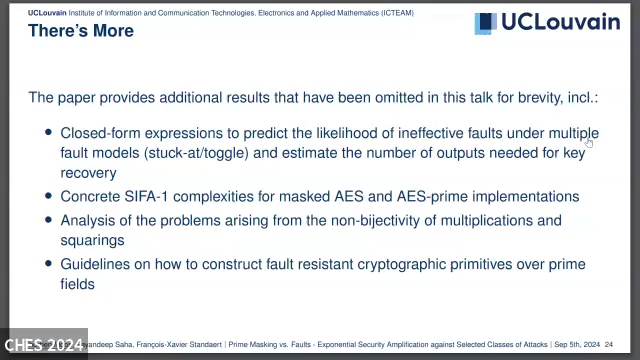 UCLouvain Institute of Information and Communication Technologies. Electronics and Applied Mathematics (ICTEAM)
UCLouvain
There's More
The paper provides additional results that have been omitted in this talk for brevity, incl.:
Closed-form expressions to predict the likelihood of ineffective faults under multiple
fault models (stuck-at/toggle) and estimate the number of outputs needed for key
recovery
Concrete SIFA-1 complexities for masked AES and AES-prime implementations
Analysis of the problems arising from the non-bijectivity of multiplications and
squarings
Guidelines on how to construct fault resistant cryptographic primitives over prime
fields
CHES 2024
Saha, François-Xavier Standaert | Prime Masking vs. Faults - Exponential Security Amplification against Selected Classes of Attacks | Sep 5th, 2024 24